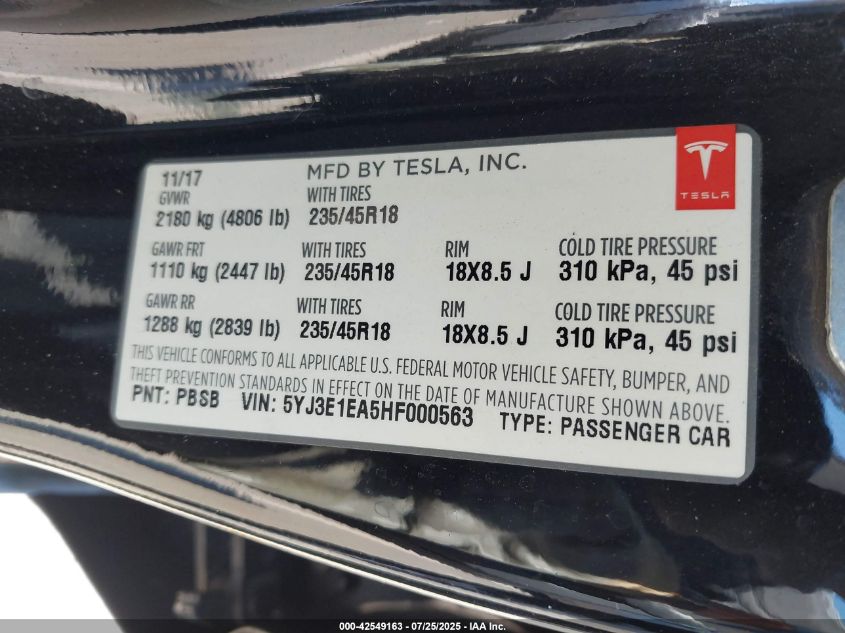 11/17 MFD BY TESLA, INC.
TESLA
GVWR WITH TIRES
2180 kg (4806 lb) 235/45R18
GAWR FRT WITH TIRES RIM COLD TIRE PRESSURE
1110 kg (2447 lb) 235/45R18 18X8.5 J 310 kPa, 45 psi
GAWR RR WITH TIRES RIM COLD TIRE PRESSURE
1288 kg (2839 lb) 235/45R18 18X8.5 J 310 kPa, 45 psi
THIS VEHICLE CONFORMS TO ALL APPLICABLE U.S. FEDERAL MOTOR VEHICLE SAFETY, BUMPER, AND
THEFT PREVENTION STANDARDS IN EFFECT ON THE DATE OF MANUFACTURE SHOWN ABOVE.
PNT: PBSB VIN: 5YJ3E1EA5HF000563 TYPE: PASSENGER CAR
000-42549163 - 07/25/2025 - IAA Inc.